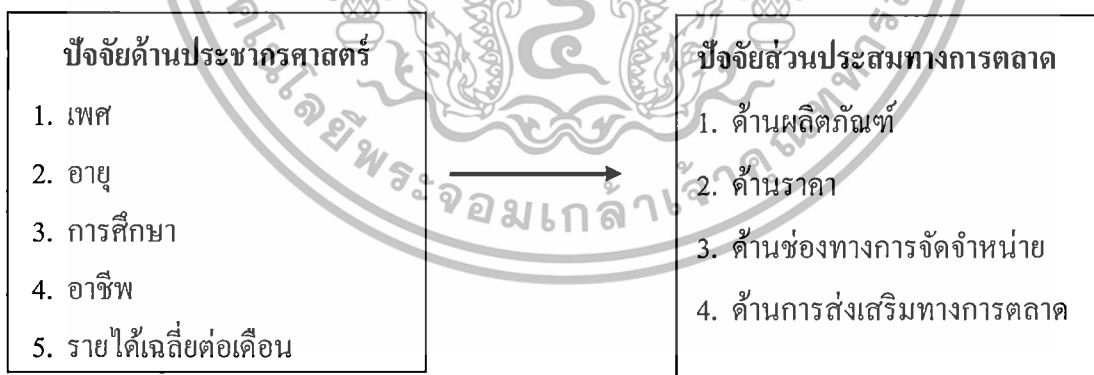 ปัจจัยด้านประชากรศาสตร์
1. เพศ
2. อายุ
3. การศึกษา
4. อาชีพ
5. รายได้เฉลี่ยต่อเดือน
ปัจจัยส่วนประสมทางการตลาด
1. ด้านผลิตภัณฑ์
2. ด้านราคา
3. ด้านช่องทางการจัดจำหน่าย
4. ด้านการส่งเสริมทางการตลาด